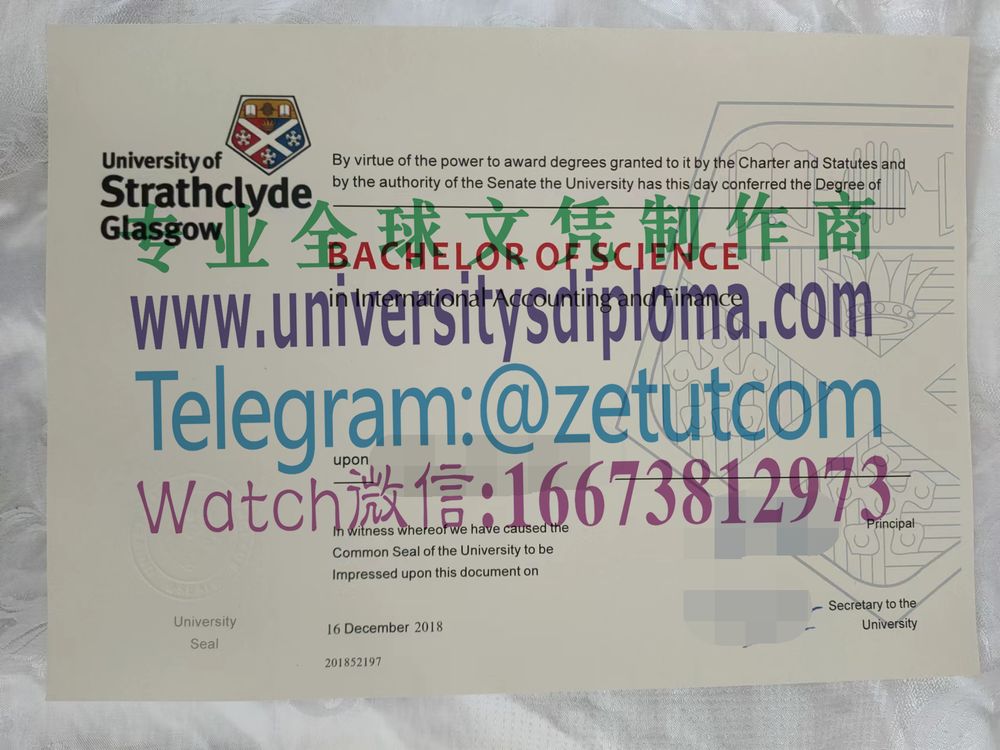 University of
Strathclyde
Glasgow
By virtue of the power to award degrees granted to it by the Charter and Statutes and
by the authority of the Senate the University has this day conferred the Degree of
专业全球文凭制作商
BACHELOR OF SCIENCE
in International Accounting and Finance
www.universitysdiploma.com
Telegram:@zetutcom
upon
Watch微信:16673812973
In witness whereof we have caused the
Common Seal of the University to be
Impressed upon this document on
Principal
Secretary to the
University
University
Seal
16 December 2018
201852197